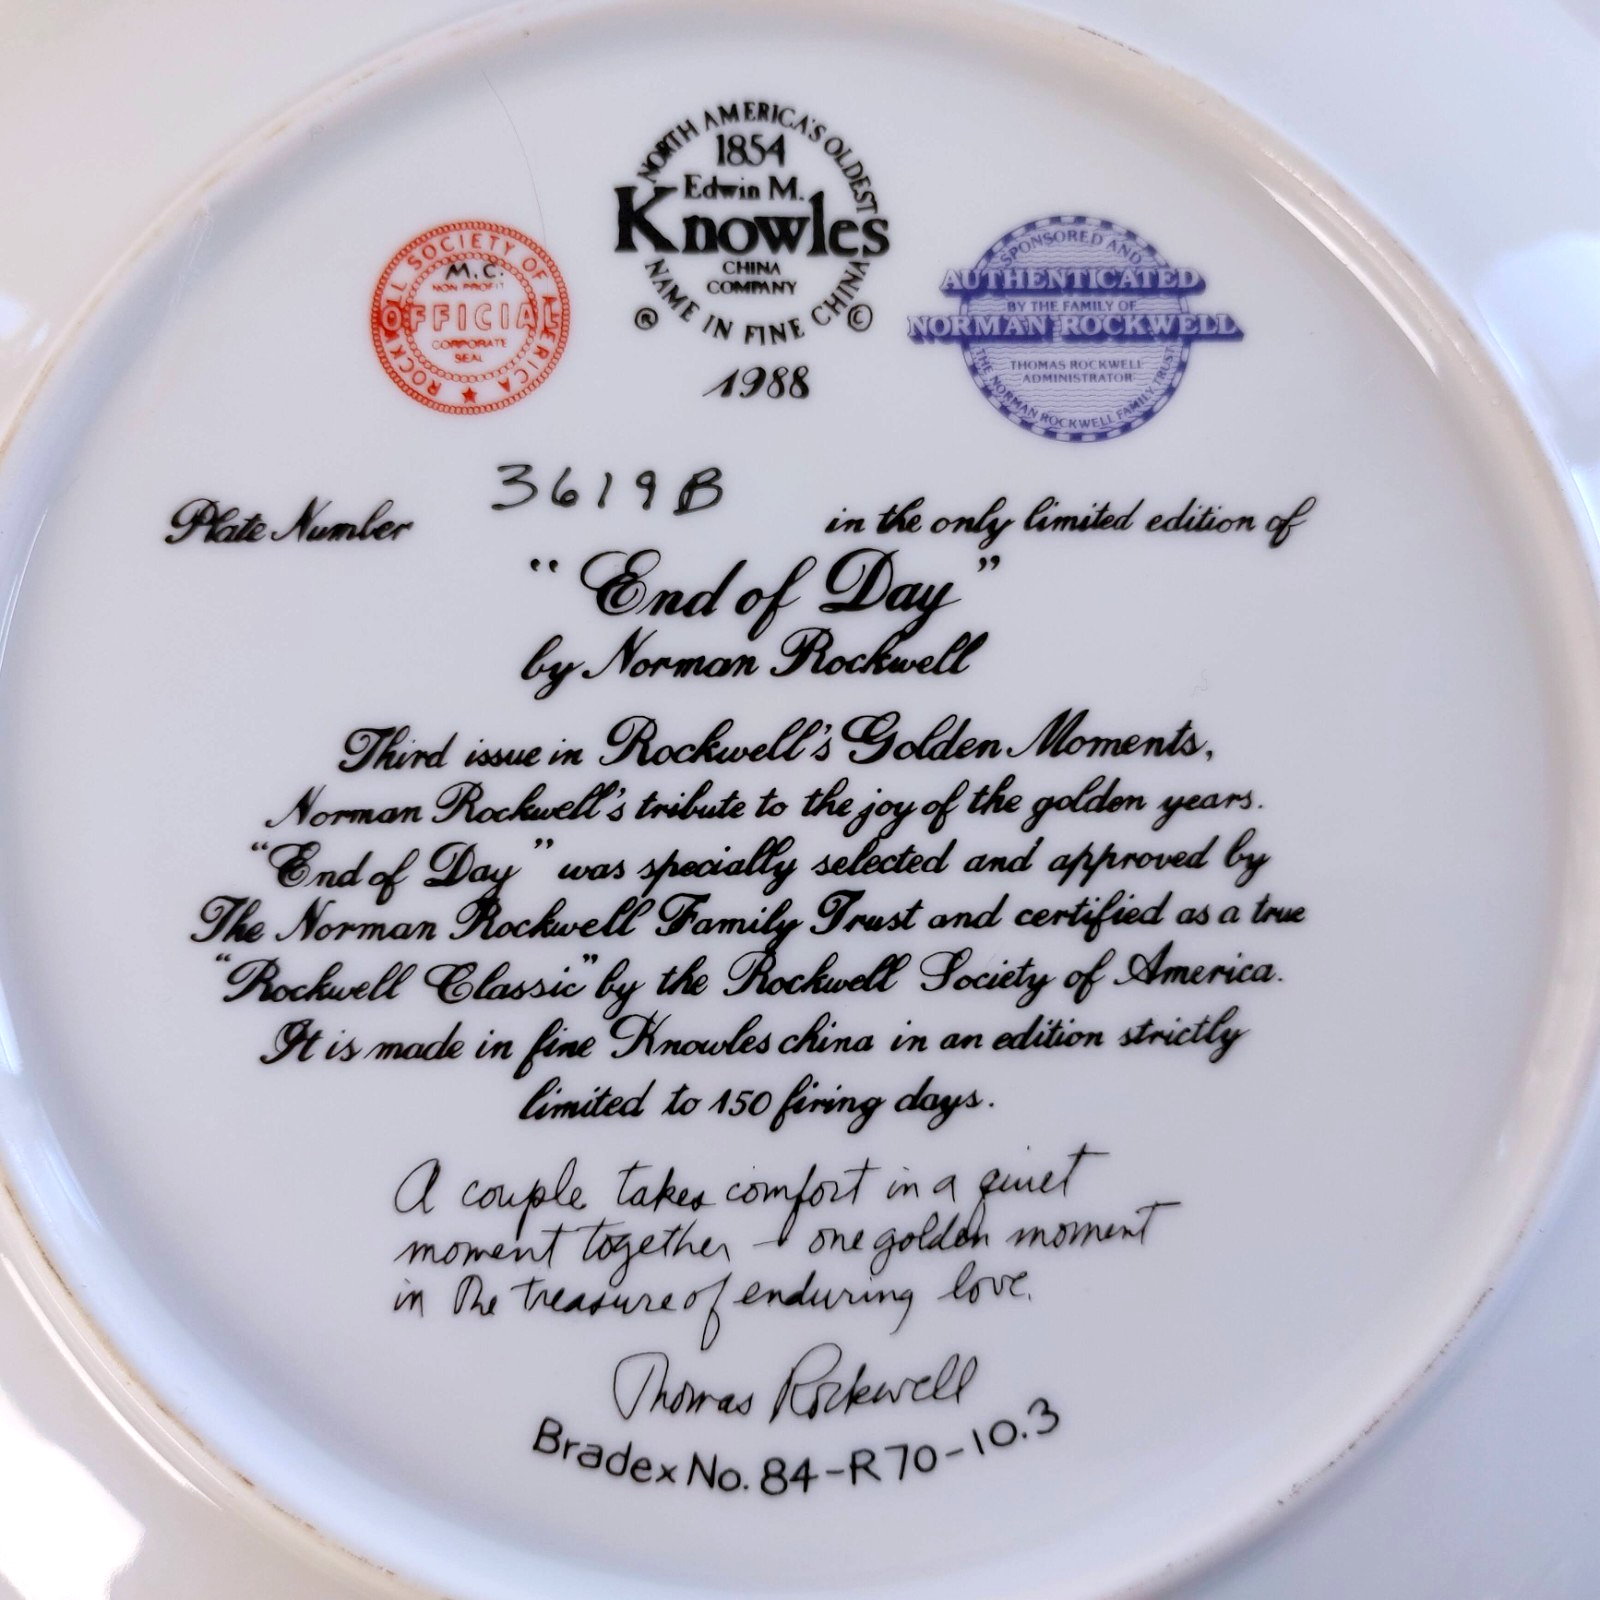 NORTH AMERICA'S OLDEST
1854
Edwin M.
Knowles
CHINA
COMPANY
NAME IN FINE CHINA
® ©
1988
ROCKWELL SOCIETY OF AMERICA
M.C.
NON PROFIT
OFFICIAL
CORPORATE
SEAL
SPONSORED AND
AUTHENTICATED
BY THE FAMILY OF
NORMAN ROCKWELL
THOMAS ROCKWELL
ADMINISTRATOR
THE NORMAN ROCKWELL FAMILY TRUST
Plate Number 3619B in the only limited edition of
"End of Day"
by Norman Rockwell
Third issue in Rockwell's Golden Moments,
Norman Rockwell's tribute to the joy of the golden years.
"End of Day" was specially selected and approved by
The Norman Rockwell Family Trust and certified as a true
"Rockwell Classic" by the Rockwell Society of America.
It is made in fine Knowles china in an edition strictly
limited to 150 firing days.
A couple takes comfort in a quiet
moment together - one golden moment
in the treasure of enduring love.
Thomas Rockwell
Bradex No. 84-R70-10.3